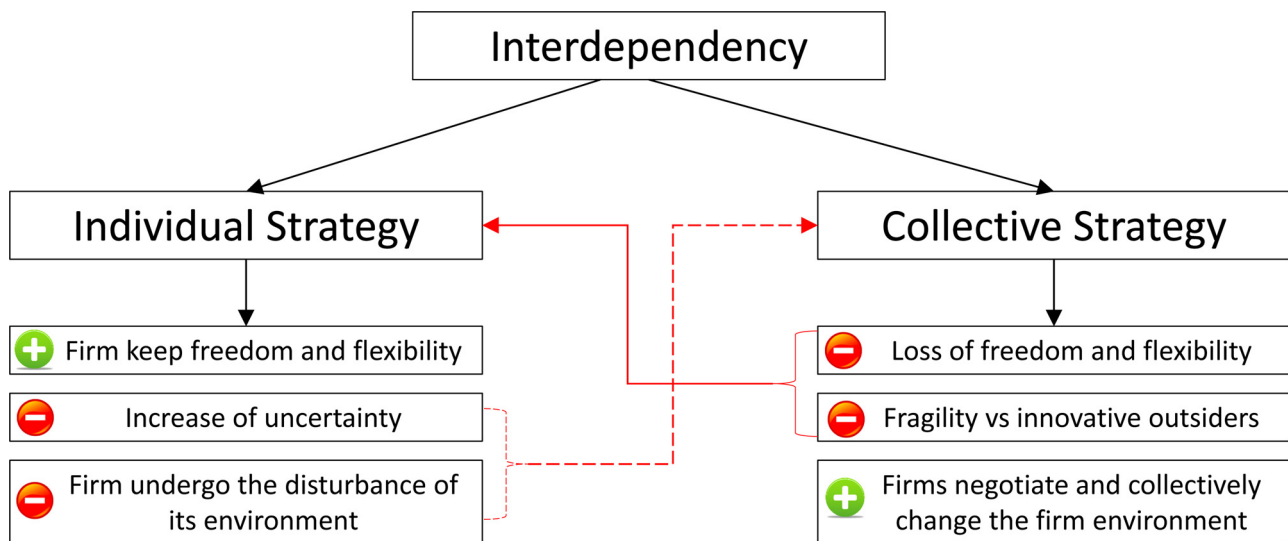 Interdependency
Individual Strategy
Collective Strategy
Firm keep freedom and flexibility
Increase of uncertainty
Firm undergo the disturbance of
its environment
Loss of freedom and flexibility
Fragility vs innovative outsiders
Firms negotiate and collectively
change the firm environment